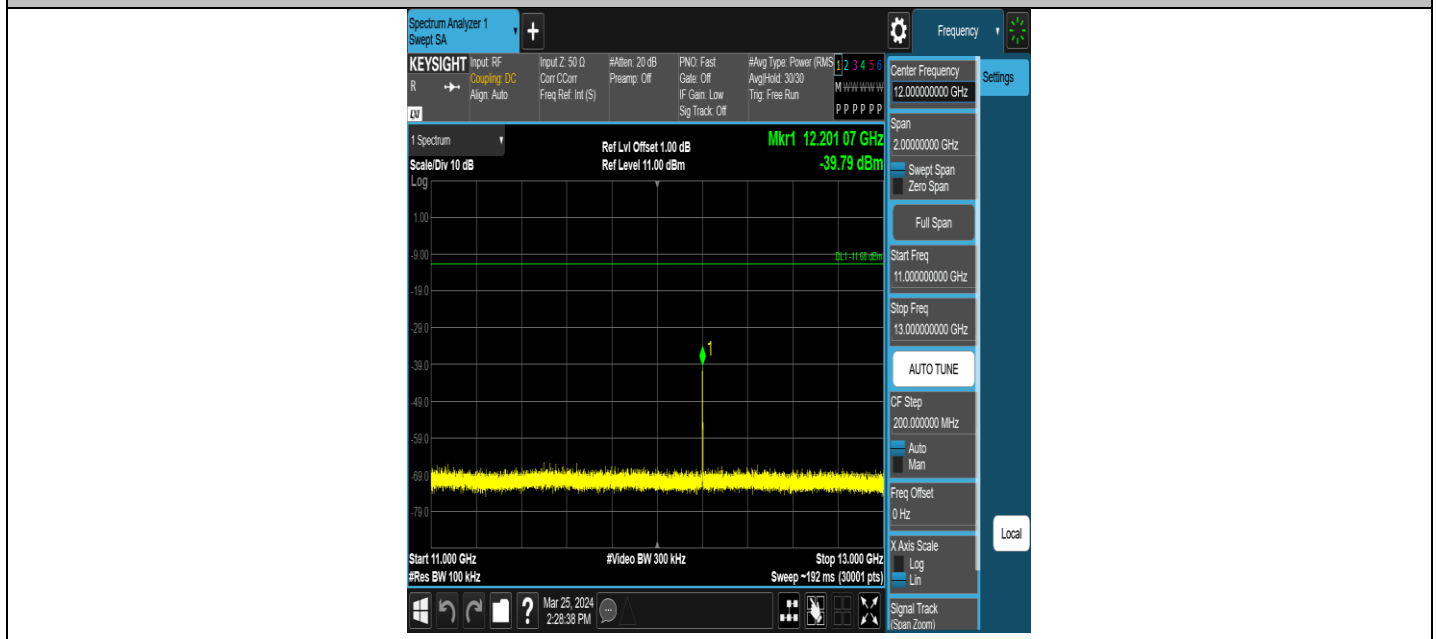 Spectrum Analyzer 1
Swept SA
+
Frequency
KEYSIGHT
R
LXI
Input: RF
Coupling: DC
Align: Auto
Input Z: 50 Ω
Corr CCorr
Freq Ref: Int (S)
#Atten: 20 dB
Preamp: Off
PNO: Fast
Gate: Off
IF Gain: Low
Sig Track: Off
#Avg Type: Power (RMS
Avg|Hold: 30/30
Trig: Free Run
1 2 3 4 5 6
M W W W W W
P P P P P P
1 Spectrum
Scale/Div 10 dB
Log
Ref Lvl Offset 1.00 dB
Ref Level 11.00 dBm
Mkr1 12.201 07 GHz
-39.79 dBm
1.00
-9.00
-19.0
-29.0
-39.0
-49.0
-59.0
-69.0
-79.0
1
Start 11.000 GHz
#Res BW 100 kHz
#Video BW 300 kHz
Stop 13.000 GHz
Sweep ~192 ms (30001 pts)
Center Frequency
12.00000000 GHz
Settings
Span
2.00000000 GHz
Swept Span
Zero Span
Full Span
Start Freq
11.000000000 GHz
Stop Freq
13.000000000 GHz
AUTO TUNE
CF Step
200.000000 MHz
Auto
Man
Freq Offset
0 Hz
X Axis Scale
Log
Lin
Signal Track
(Span Zoom)
Local
?
Mar 25, 2024
2:28:38 PM